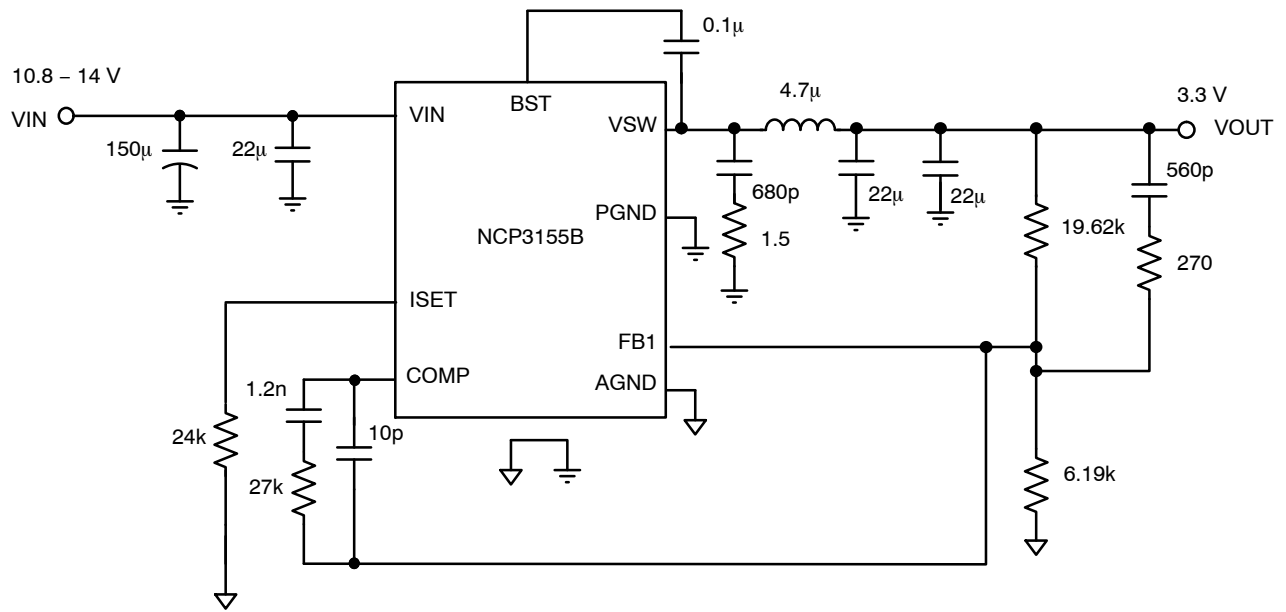 0.1µ
10.8 – 14 V
VIN
150µ
22µ
VIN
BST
VSW
4.7µ
3.3 V
VOUT
680p
1.5
22µ
22µ
19.62k
560p
270
PGND
NCP3155B
ISET
FB1
COMP
AGND
1.2n
10p
24k
27k
6.19k